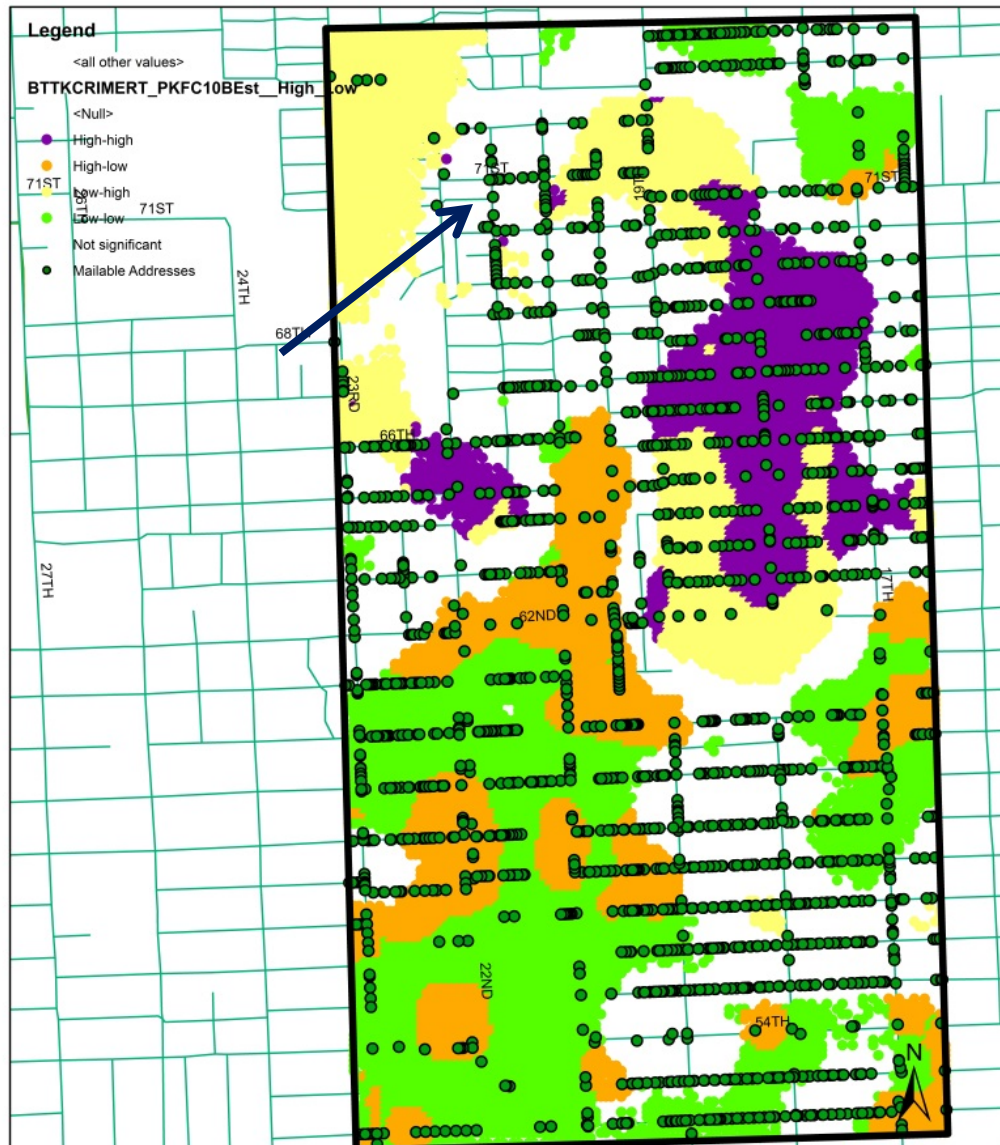 Legend
<all other values>
BTTKCRIMERT_PKFC10BEst__High_Low
<Null>
High-high
High-low
Low-high
Low-low
Not significant
Mailable Addresses
71ST
71ST
71ST
71ST
24TH
68TH
23RD
66TH
27TH
17TH
62ND
22ND
54TH
N